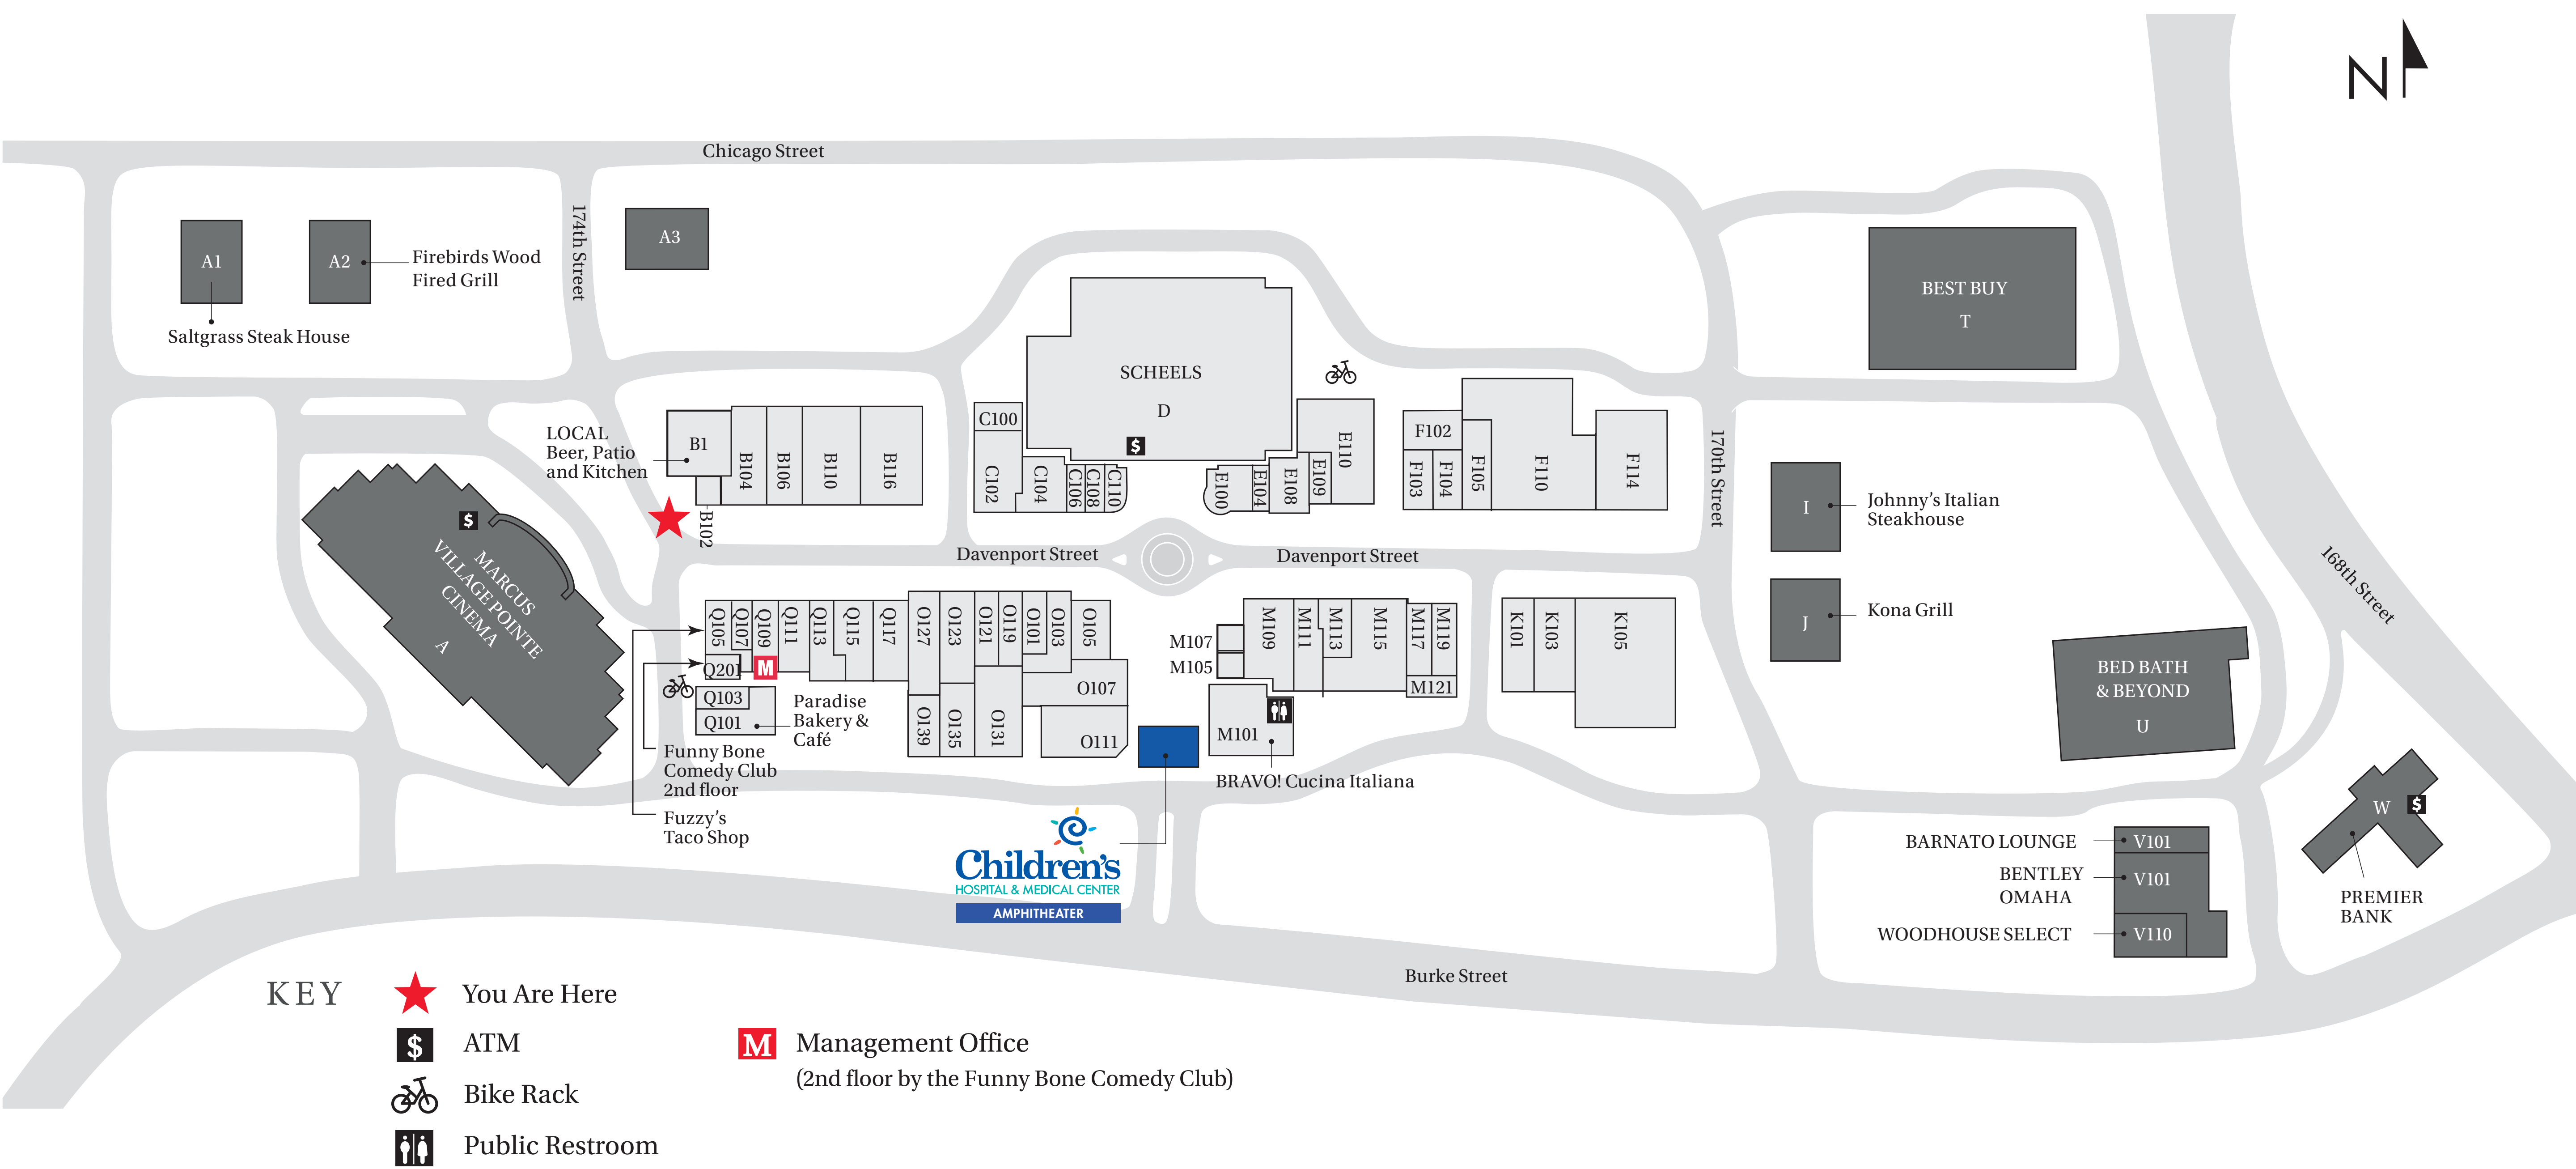 N
Chicago Street
174th Street
A1
A2
Firebirds Wood
Fired Grill
Saltgrass Steak House
A3
BEST BUY
T
SCHEELS
D
$
LOCAL
Beer, Patio
and Kitchen
B1
B104
B106
B110
B116
B102
C100
C102
C104
C106
C108
C110
E100
E104
E108
E109
E110
F102
F103
F104
F105
F110
F114
170th Street
I
Johnny's Italian
Steakhouse
J
Kona Grill
168th Street
$
MARCUS
VILLAGE POINTE
CINEMA
A
Davenport Street
Davenport Street
Q105
Q107
Q109
Q111
Q113
Q115
Q117
O127
O123
O121
O119
O101
O103
O105
Q201
M
Q103
Q101
Paradise
Bakery &
Café
O107
O139
O135
O131
O111
M107
M105
M109
M111
M113
M115
M117
M119
M121
M101
BRAVO! Cucina Italiana
K101
K103
K105
BED BATH
& BEYOND
U
Funny Bone
Comedy Club
2nd floor
Fuzzy's
Taco Shop
Children's
HOSPITAL & MEDICAL CENTER
AMPHITHEATER
W
$
PREMIER
BANK
BARNATO LOUNGE
V101
BENTLEY
OMAHA
V101
WOODHOUSE SELECT
V110
Burke Street
KEY
You Are Here
$
ATM
Bike Rack
Public Restroom
M
Management Office
(2nd floor by the Funny Bone Comedy Club)